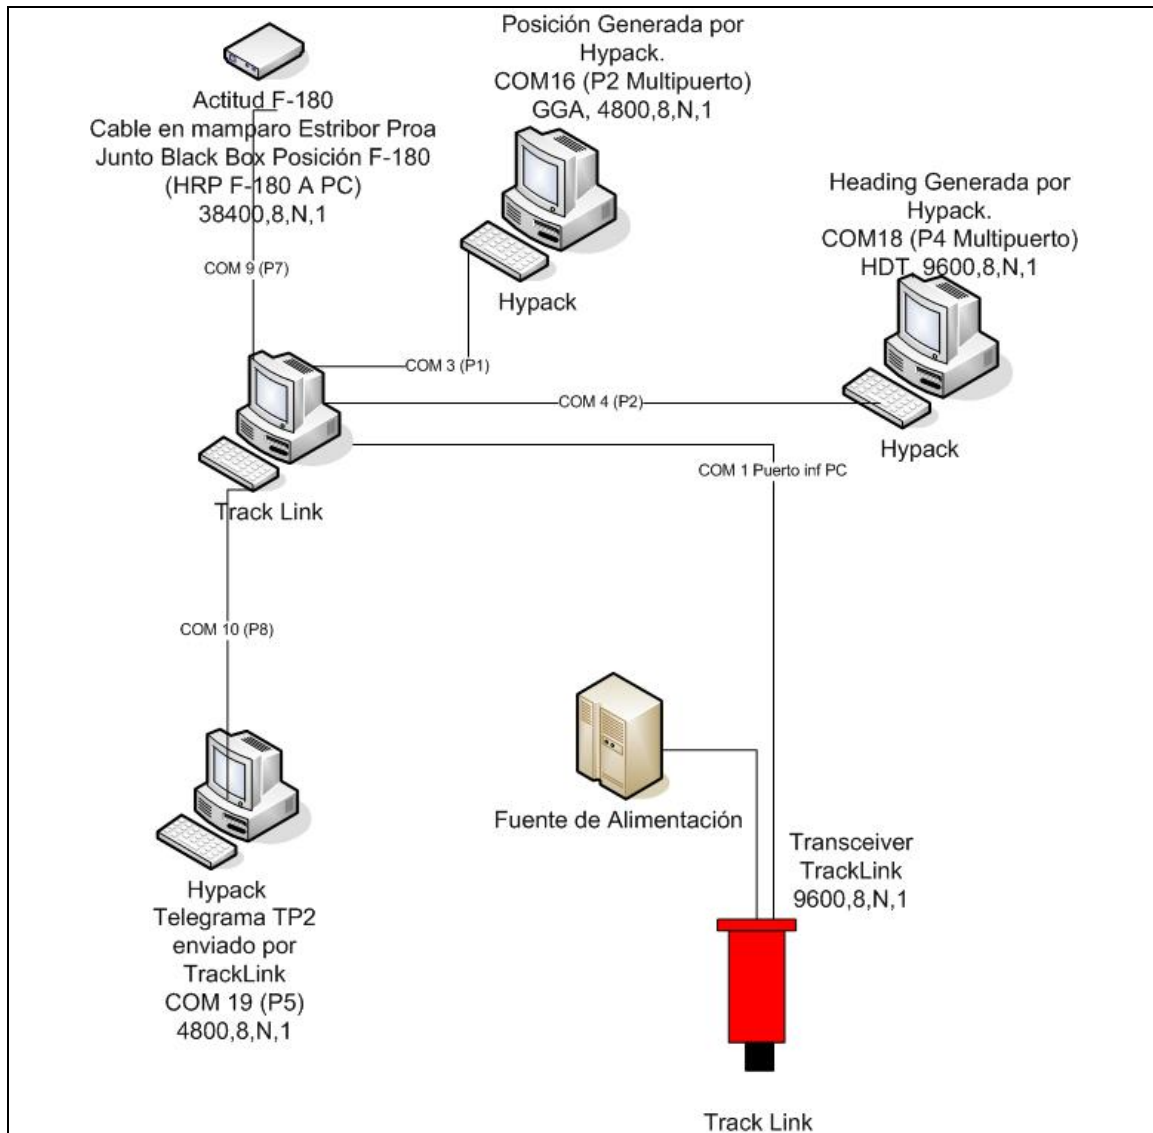 Actitud F-180
Cable en mamparo Estribor Proa
Junto Black Box Posición F-180
(HRP F-180 A PC)
38400,8,N,1
Posición Generada por
Hypack.
COM16 (P2 Multipuerto)
GGA, 4800,8,N,1
Hypack
Heading Generada por
Hypack.
COM18 (P4 Multipuerto)
HDT, 9600,8,N,1
Hypack
COM 9 (P7)
COM 3 (P1)
COM 4 (P2)
COM 1 Puerto inf PC
Track Link
COM 10 (P8)
Hypack
Telegrama TP2
enviado por
TrackLink
COM 19 (P5)
4800,8,N,1
Fuente de Alimentación
Transceiver
TrackLink
9600,8,N,1
Track Link